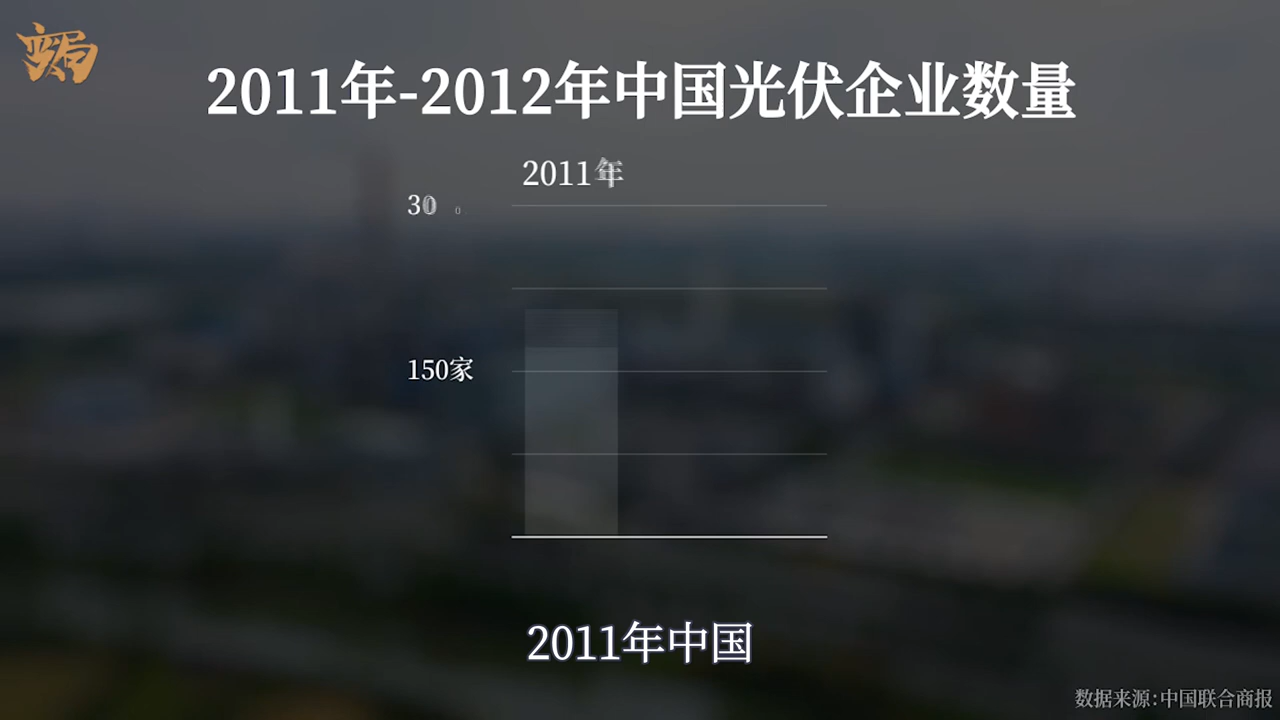 变局
2011年-2012年中国光伏企业数量
2011年
30
150家
2011年中国
数据来源:中国联合商报